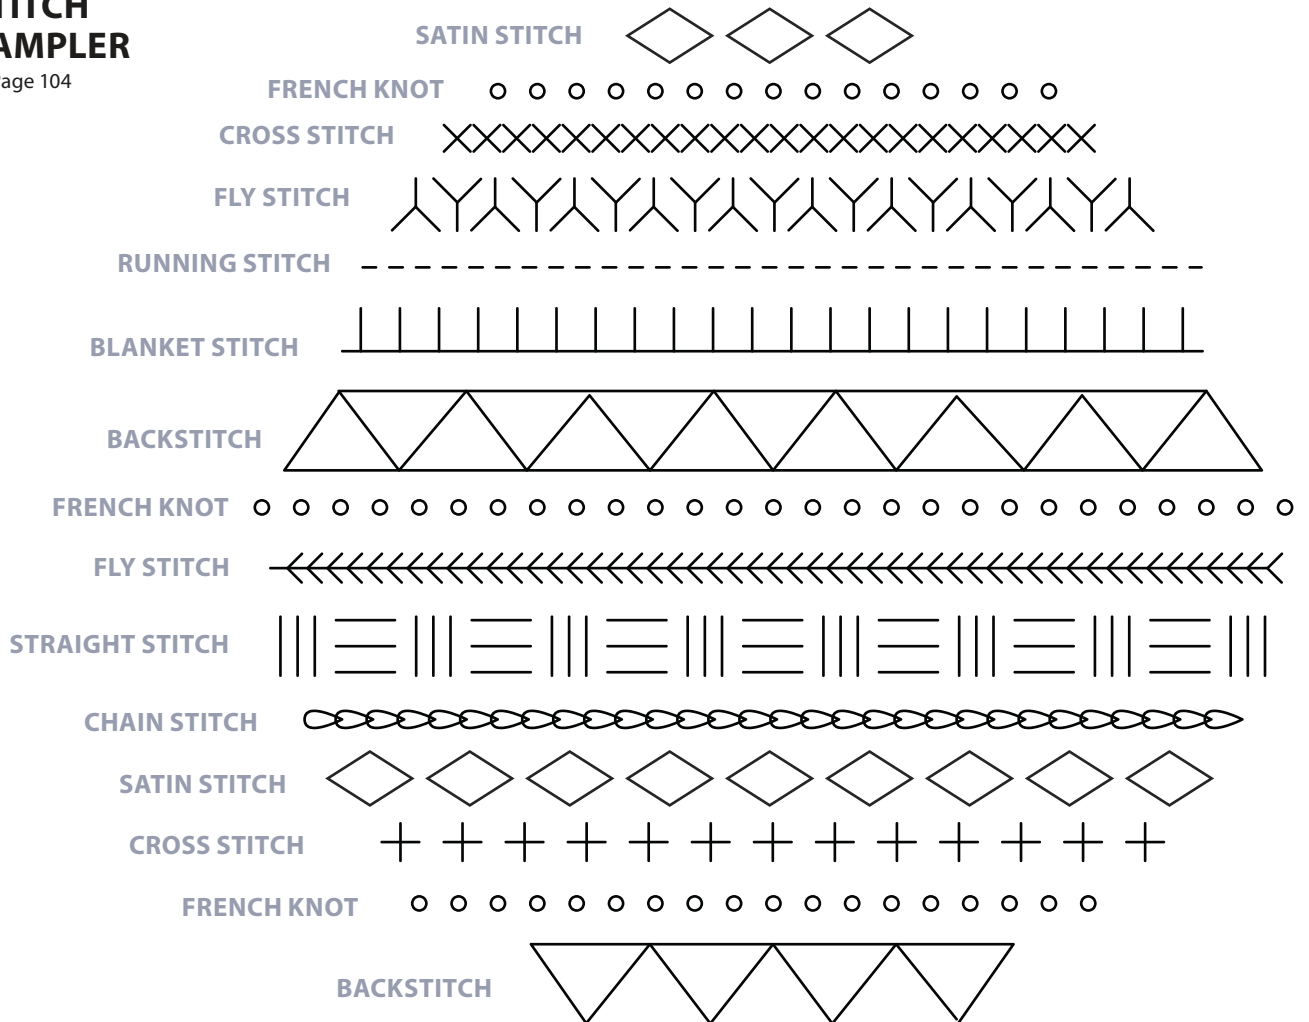 TITCH
AMPLER
Page 104
SATIN STITCH
FRENCH KNOT
CROSS STITCH
FLY STITCH
RUNNING STITCH
BLANKET STITCH
BACKSTITCH
FRENCH KNOT
FLY STITCH
STRAIGHT STITCH
CHAIN STITCH
SATIN STITCH
CROSS STITCH
FRENCH KNOT
BACKSTITCH